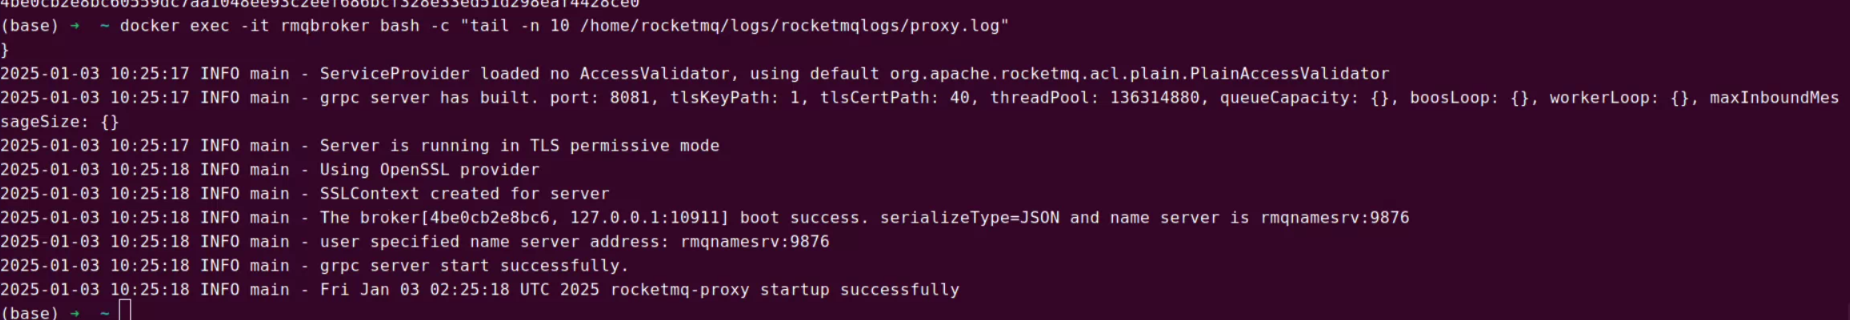 (base) → ~ docker exec -it rmqbroker bash -c "tail -n 10 /home/rocketmq/logs/rocketmqlogs/proxy.log"
}
2025-01-03 10:25:17 INFO main - ServiceProvider loaded no AccessValidator, using default org.apache.rocketmq.acl.plain.PlainAccessValidator
2025-01-03 10:25:17 INFO main - grpc server has built. port: 8081, tlsKeyPath: 1, tlsCertPath: 40, threadPool: 136314880, queueCapacity: {}, boosLoop: {}, workerLoop: {}, maxInboundMes
sageSize: {}
2025-01-03 10:25:17 INFO main - Server is running in TLS permissive mode
2025-01-03 10:25:18 INFO main - Using OpenSSL provider
2025-01-03 10:25:18 INFO main - SSLContext created for server
2025-01-03 10:25:18 INFO main - The broker[4be0cb2e8bc6, 127.0.0.1:10911] boot success. serializeType=JSON and name server is rmqnamesrv:9876
2025-01-03 10:25:18 INFO main - user specified name server address: rmqnamesrv:9876
2025-01-03 10:25:18 INFO main - grpc server start successfully.
2025-01-03 10:25:18 INFO main - Fri Jan 03 02:25:18 UTC 2025 rocketmq-proxy startup successfully
(base) → ~